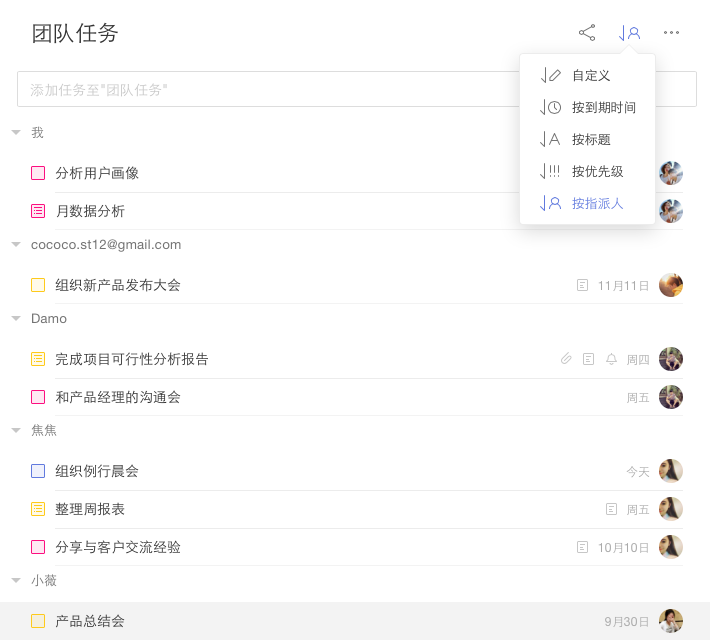 团队任务
添加任务至"团队任务"
自定义
按到期时间
按标题
按优先级
按指派人
我
分析用户画像
月数据分析
cococo.st12@gmail.com
组织新产品发布大会 11月11日
Damo
完成项目可行性分析报告 周四
和产品经理的沟通会 周五
焦焦
组织例行晨会 今天
整理周报表 周五
分享与客户交流经验 10月10日
小薇
产品总结会 9月30日